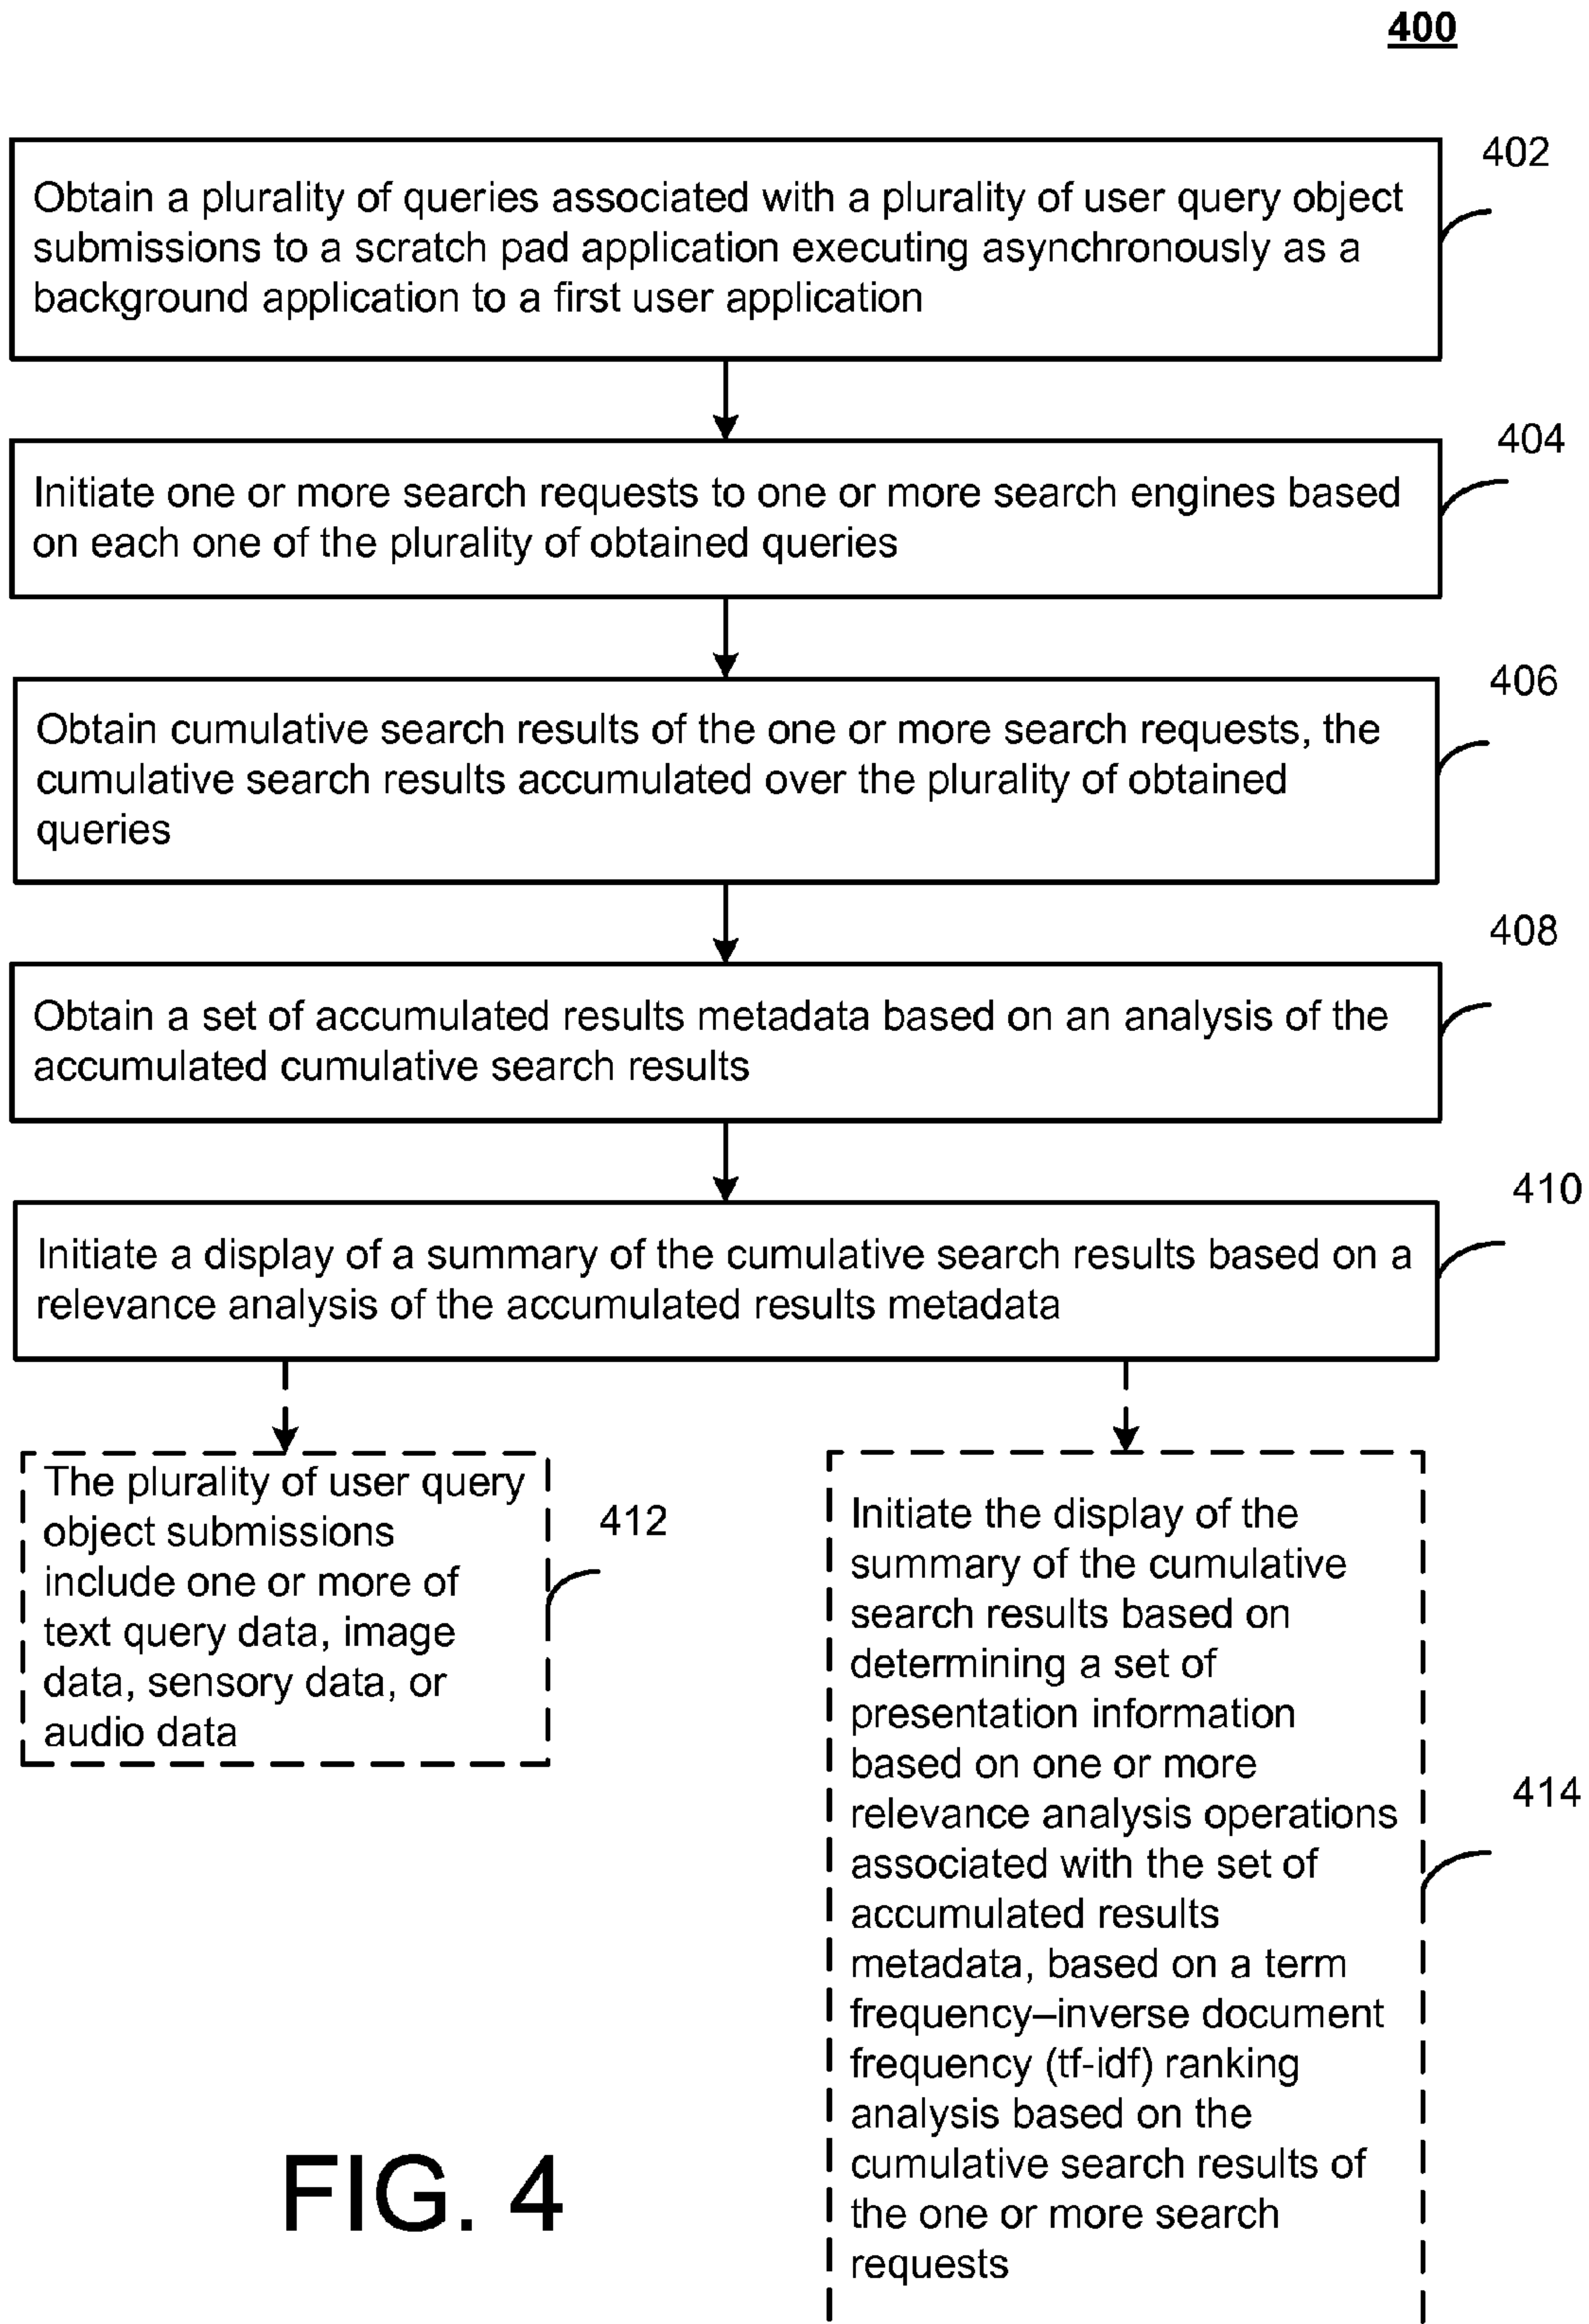 400
402
Obtain a plurality of queries associated with a plurality of user query object
submissions to a scratch pad application executing asynchronously as a
background application to a first user application
404
Initiate one or more search requests to one or more search engines based
on each one of the plurality of obtained queries
406
Obtain cumulative search results of the one or more search requests, the
cumulative search results accumulated over the plurality of obtained
queries
408
Obtain a set of accumulated results metadata based on an analysis of the
accumulated cumulative search results
410
Initiate a display of a summary of the cumulative search results based on a
relevance analysis of the accumulated results metadata
The plurality of user query
object submissions
include one or more of
text query data, image
data, sensory data, or
audio data
412
Initiate the display of the
summary of the cumulative
search results based on
determining a set of
presentation information
based on one or more
relevance analysis operations
associated with the set of
accumulated results
metadata, based on a term
frequency–inverse document
frequency (tf-idf) ranking
analysis based on the
cumulative search results of
the one or more search
requests
414
FIG. 4